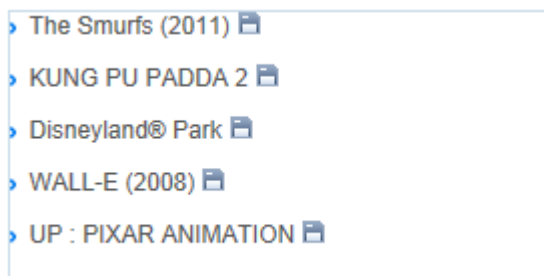 The Smurfs (2011)
KUNG PU PADDA 2
Disneyland® Park
WALL-E (2008)
UP : PIXAR ANIMATION